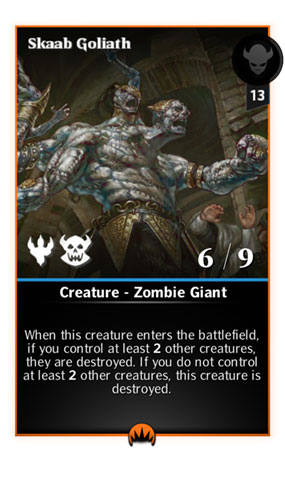 Skaab Goliath
13
6 / 9
Creature - Zombie Giant
When this creature enters the battlefield,
if you control at least 2 other creatures,
they are destroyed. If you do not control
at least 2 other creatures, this creature is
destroyed.